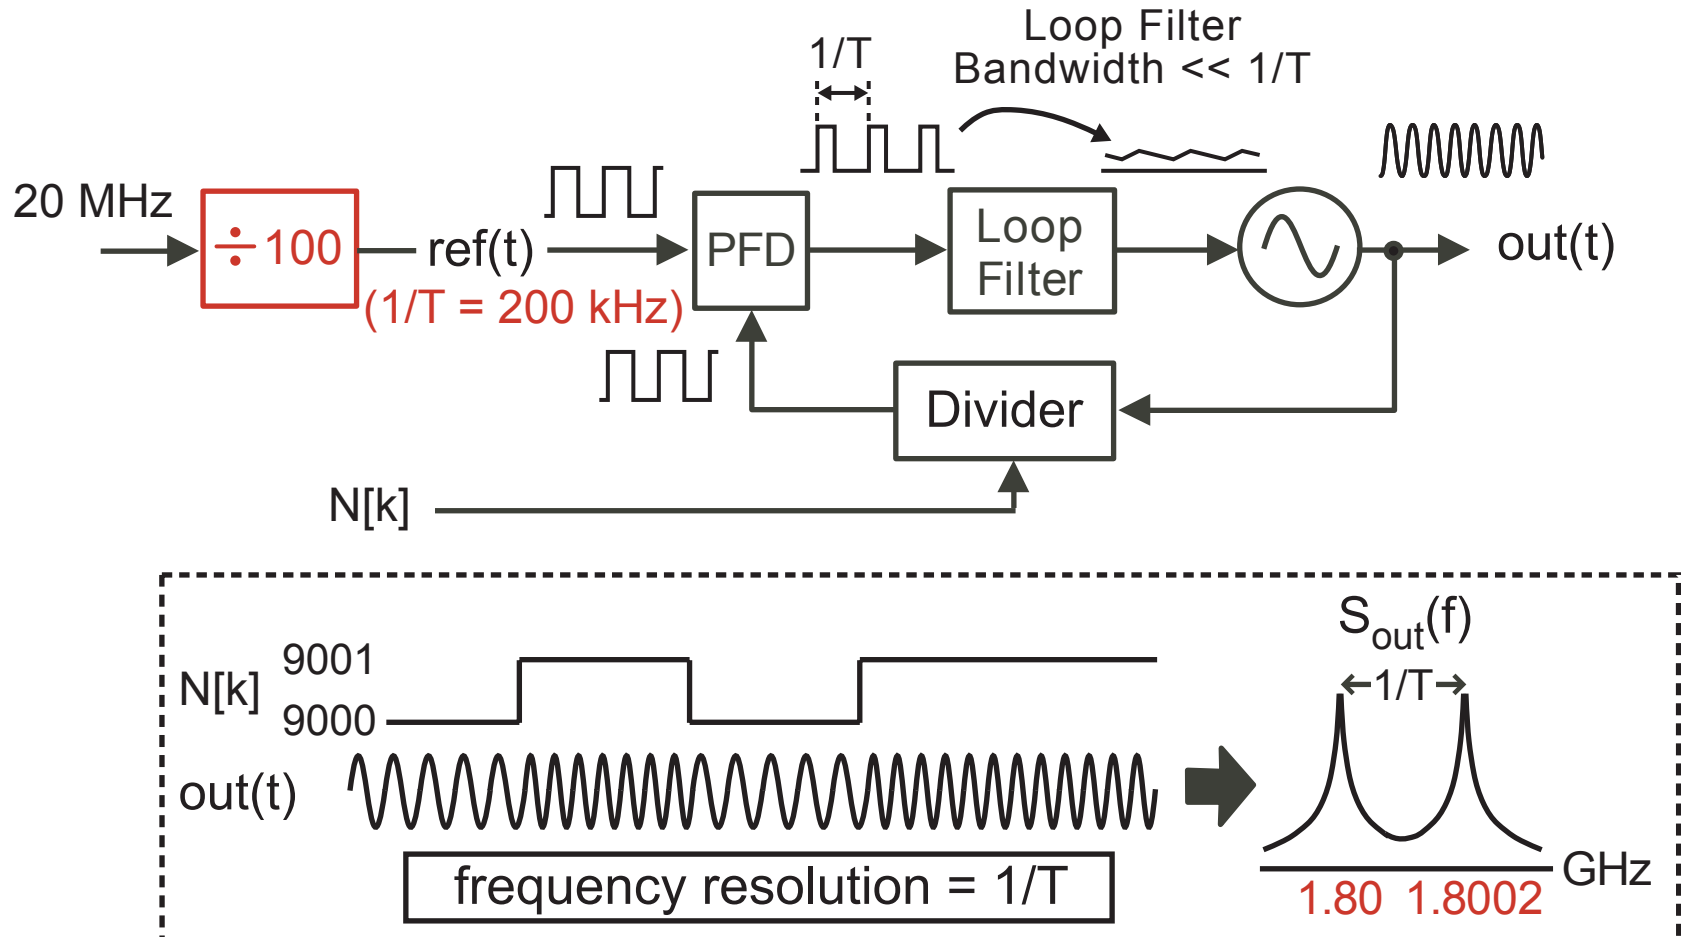 Loop Filter
Bandwidth << 1/T
1/T
20 MHz
÷ 100
ref(t)
(1/T = 200 kHz)
PFD
Loop
Filter
out(t)
Divider
N[k]
S_out(f)
9001
N[k]
9000
1/T
out(t)
frequency resolution = 1/T
GHz
1.80 1.8002